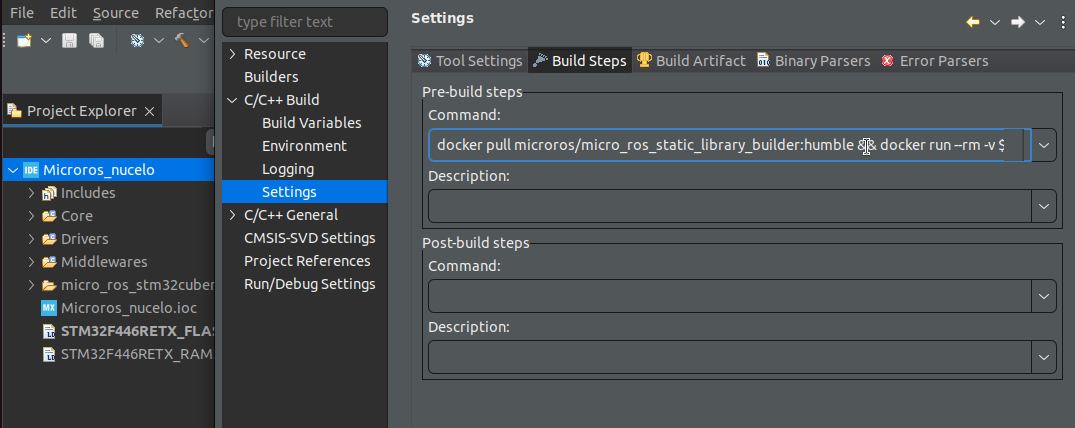 File Edit Source Refactor
type filter text
Settings
Resource
Builders
C/C++ Build
Build Variables
Environment
Logging
Settings
C/C++ General
CMSIS-SVD Settings
Project References
Run/Debug Settings
Tool Settings Build Steps Build Artifact Binary Parsers Error Parsers
Pre-build steps
Command:
docker pull microros/micro_ros_static_library_builder:humble && docker run --rm -v $
Description:
Post-build steps
Command:
Description:
Project Explorer
IDE Microros_nucelo
Includes
Core
Drivers
Middlewares
micro_ros_stm32cuber
MX Microros_nucelo.ioc
STM32F446RETX_FLAS
STM32F446RETX_RAM